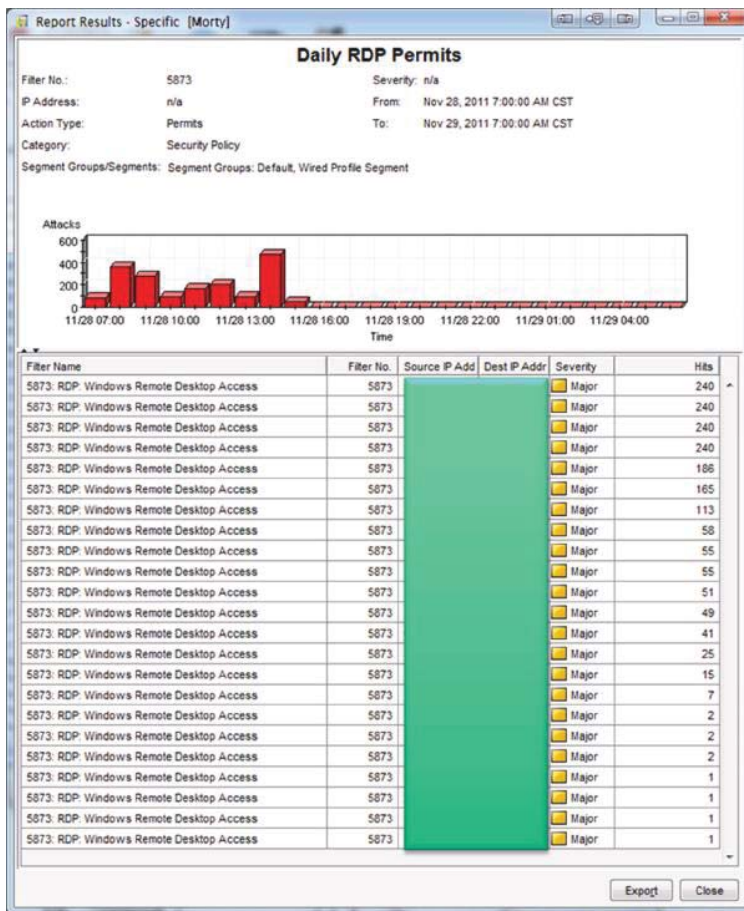 Report Results - Specific [Morty]
Daily RDP Permits
Filter No.: 5873 Severity: n/a
IP Address: n/a From: Nov 28, 2011 7:00:00 AM CST
Action Type: Permits To: Nov 29, 2011 7:00:00 AM CST
Category: Security Policy
Segment Groups/Segments: Segment Groups: Default, Wired Profile Segment
Attacks
600
400
200
0
11/28 07:00 11/28 10:00 11/28 13:00 11/28 16:00 11/28 19:00 11/28 22:00 11/29 01:00 11/29 04:00
Time
Filter Name Filter No. Source IP Add Dest IP Addr Severity Hits
5873: RDP: Windows Remote Desktop Access 5873 Major 240
5873: RDP: Windows Remote Desktop Access 5873 Major 240
5873: RDP: Windows Remote Desktop Access 5873 Major 240
5873: RDP: Windows Remote Desktop Access 5873 Major 240
5873: RDP: Windows Remote Desktop Access 5873 Major 186
5873: RDP: Windows Remote Desktop Access 5873 Major 165
5873: RDP: Windows Remote Desktop Access 5873 Major 113
5873: RDP: Windows Remote Desktop Access 5873 Major 58
5873: RDP: Windows Remote Desktop Access 5873 Major 55
5873: RDP: Windows Remote Desktop Access 5873 Major 55
5873: RDP: Windows Remote Desktop Access 5873 Major 51
5873: RDP: Windows Remote Desktop Access 5873 Major 49
5873: RDP: Windows Remote Desktop Access 5873 Major 41
5873: RDP: Windows Remote Desktop Access 5873 Major 25
5873: RDP: Windows Remote Desktop Access 5873 Major 15
5873: RDP: Windows Remote Desktop Access 5873 Major 7
5873: RDP: Windows Remote Desktop Access 5873 Major 2
5873: RDP: Windows Remote Desktop Access 5873 Major 2
5873: RDP: Windows Remote Desktop Access 5873 Major 2
5873: RDP: Windows Remote Desktop Access 5873 Major 1
5873: RDP: Windows Remote Desktop Access 5873 Major 1
5873: RDP: Windows Remote Desktop Access 5873 Major 1
5873: RDP: Windows Remote Desktop Access 5873 Major 1
Export Close